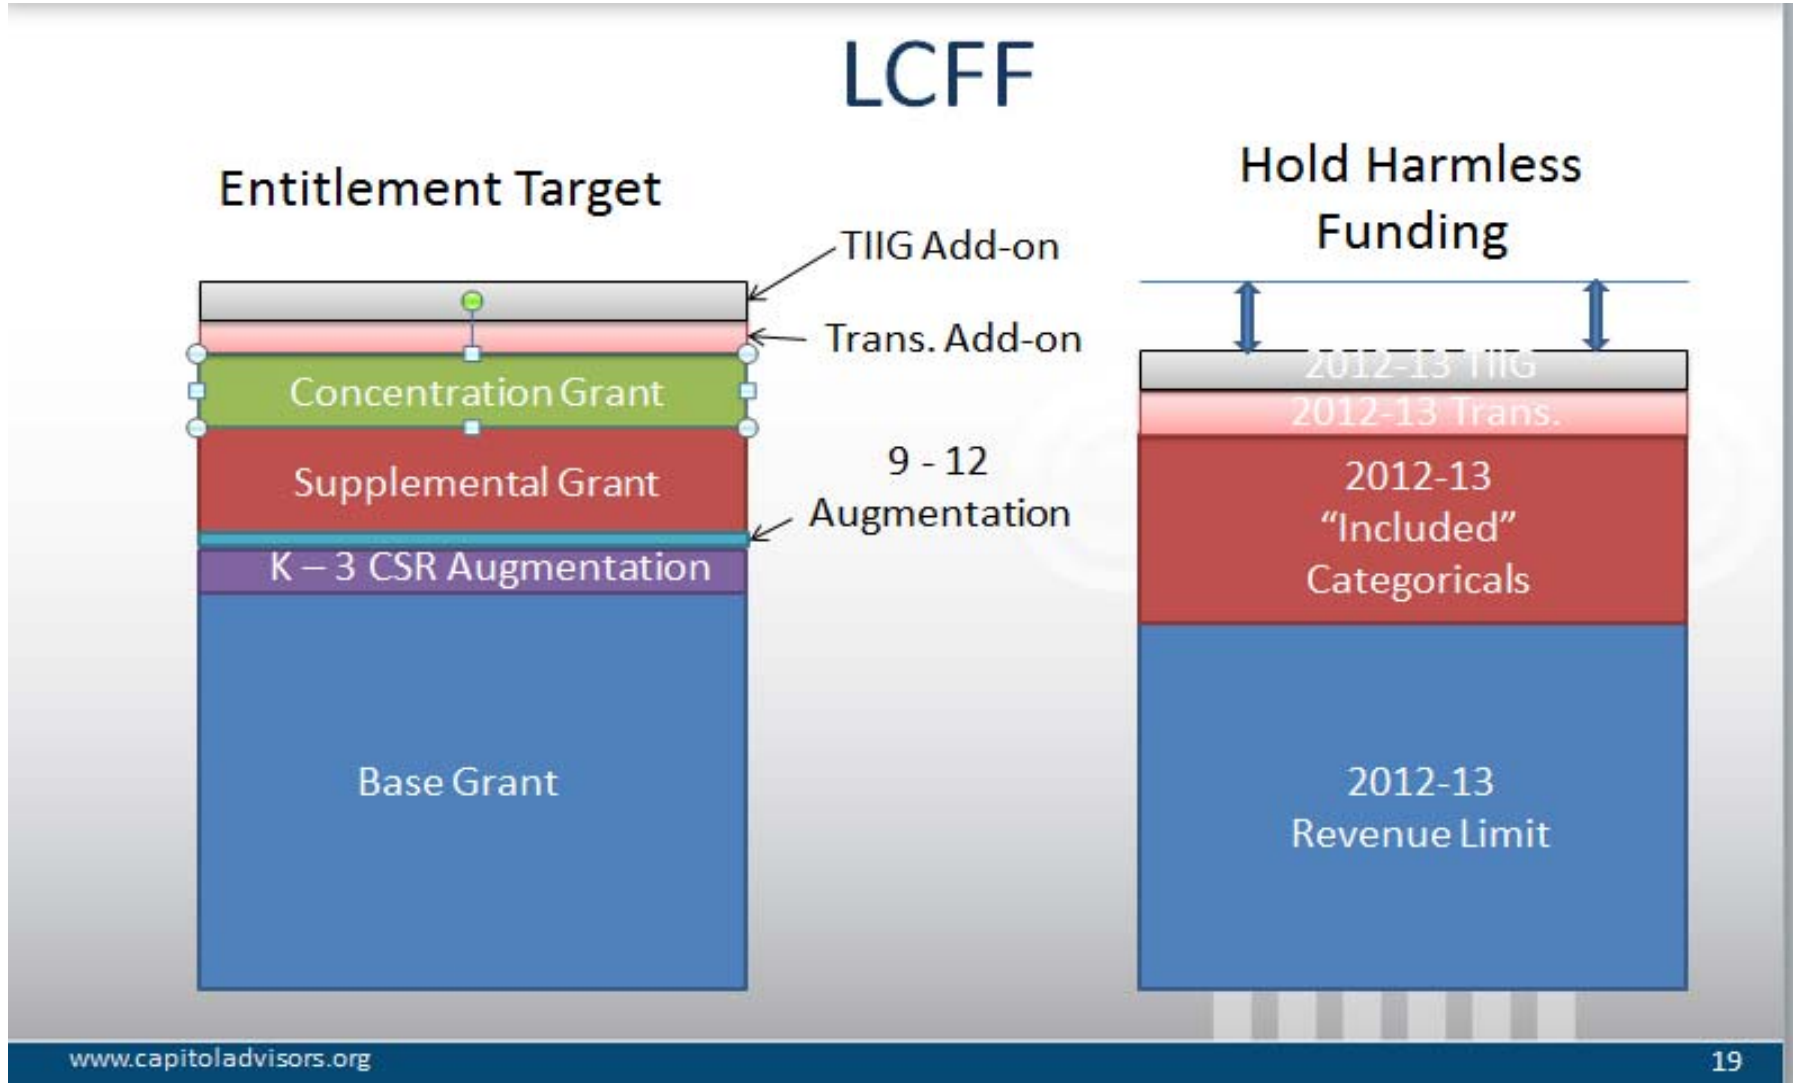 LCFF
Entitlement Target
TIIG Add-on
Trans. Add-on
Concentration Grant
Supplemental Grant
9 - 12
Augmentation
K – 3 CSR Augmentation
Base Grant
Hold Harmless
Funding
2012-13 TIIG
2012-13 Trans.
2012-13
“Included”
Categoricals
2012-13
Revenue Limit
www.capitoladvisors.org
19